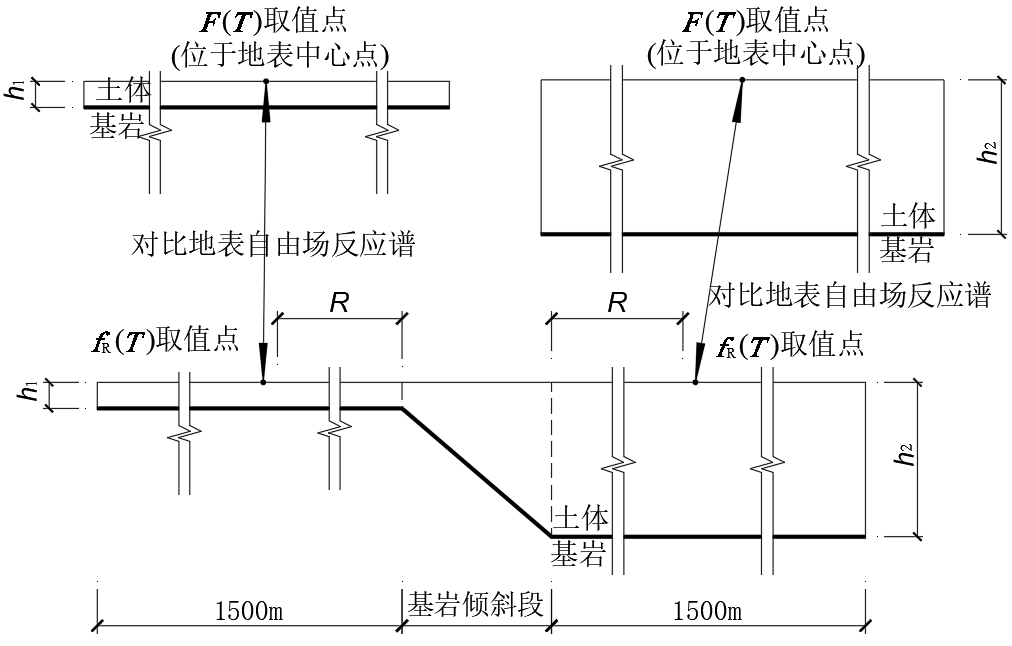 F(T)取值点
(位于地表中心点)
h1
土体
基岩
F(T)取值点
(位于地表中心点)
h2
土体
基岩
对比地表自由场反应谱
对比地表自由场反应谱
R
R
fR(T)取值点
fR(T)取值点
h1
h2
土体
基岩
1500m
基岩倾斜段
1500m